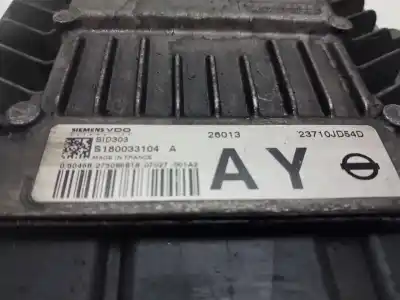 SIEMENS VDO
SID303
S180033104 A
MADE IN FRANCE
26013
23710JD54D
AY